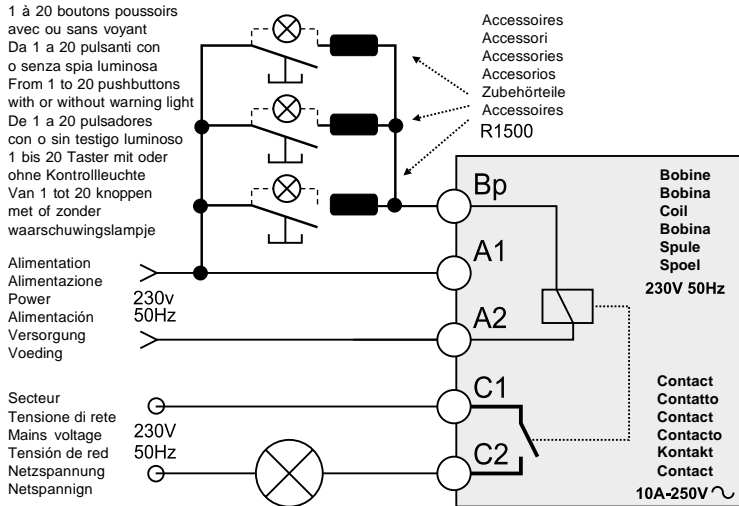 1 à 20 boutons poussoirs
avec ou sans voyant
Da 1 a 20 pulsanti con
o senza spia luminosa
From 1 to 20 pushbuttons
with or without warning light
De 1 a 20 pulsadores
con o sin testigo luminoso
1 bis 20 Taster mit oder
ohne Kontrollleuchte
Van 1 tot 20 knoppen
met of zonder
waarschuwingslampje
Accessoires
Accessori
Accessories
Accesorios
Zubehörteile
Accessoires
R1500
Alimentation
Alimentazione
Power
Alimentación
Versorgung
Voeding
230v
50Hz
Bp
A1
A2
Bobine
Bobina
Coil
Bobina
Spule
Spoel
230V 50Hz
Secteur
Tensione di rete
Mains voltage
Tensión de red
Netzspannung
Netspannign
230V
50Hz
C1
C2
Contact
Contatto
Contact
Contacto
Kontakt
Contact
10A-250V